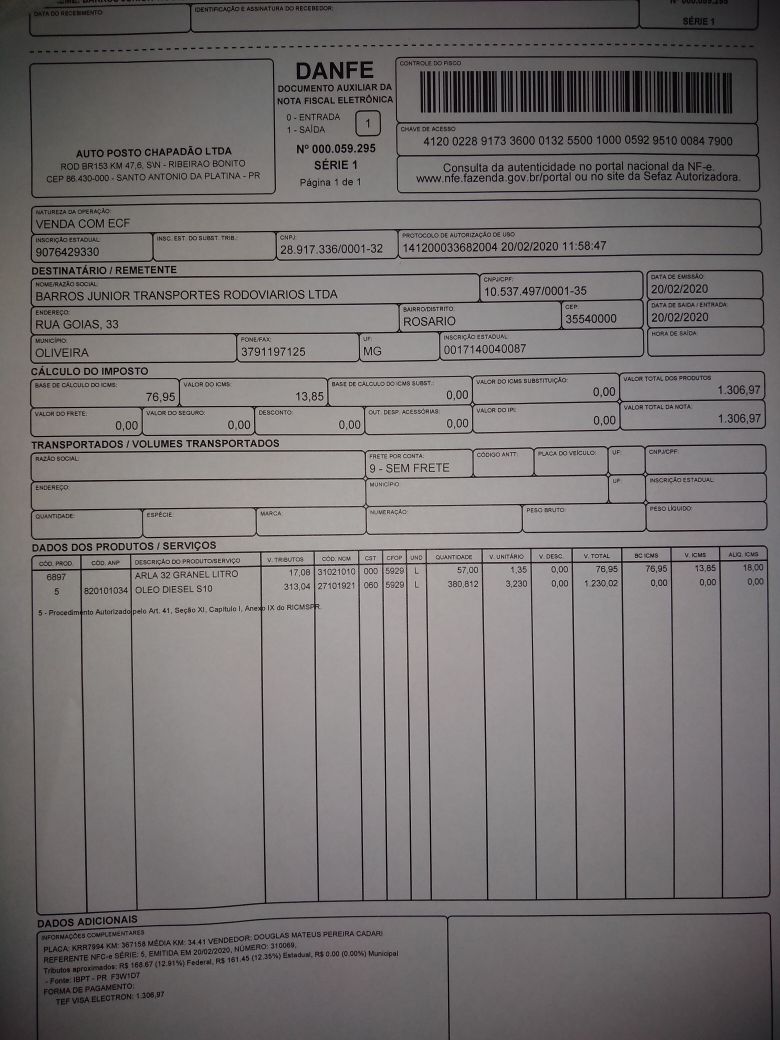 DATA DO RECEBIMENTO
IDENTIFICAÇÃO E ASSINATURA DO RECEBEDOR:
Nº 000.059.295
SÉRIE 1
AUTO POSTO CHAPADÃO LTDA
ROD BR153 KM 47,6, S\N - RIBEIRAO BONITO
CEP 86.430-000 - SANTO ANTONIO DA PLATINA - PR
DANFE
DOCUMENTO AUXILIAR DA
NOTA FISCAL ELETRÔNICA
0 - ENTRADA
1 - SAÍDA
1
Nº 000.059.295
SÉRIE 1
Página 1 de 1
CONTROLE DO FISCO
CHAVE DE ACESSO
4120 0228 9173 3600 0132 5500 1000 0592 9510 0084 7900
Consulta da autenticidade no portal nacional da NF-e.
www.nfe.fazenda.gov.br/portal ou no site da Sefaz Autorizadora.
NATUREZA DA OPERAÇÃO:
VENDA COM ECF
INSCRIÇÃO ESTADUAL: INSC. EST. DO SUBST. TRIB.: CNPJ: PROTOCOLO DE AUTORIZAÇÃO DE USO
9076429330 28.917.336/0001-32 141200033682004 20/02/2020 11:58:47
DESTINATÁRIO / REMETENTE
NOME/RAZÃO SOCIAL: CNPJ/CPF: DATA DE EMISSÃO:
BARROS JUNIOR TRANSPORTES RODOVIARIOS LTDA 10.537.497/0001-35 20/02/2020
ENDEREÇO: BAIRRO/DISTRITO: CEP: DATA DE SAIDA / ENTRADA:
RUA GOIAS, 33 ROSARIO 35540000 20/02/2020
MUNICÍPIO: FONE/FAX: UF: INSCRIÇÃO ESTADUAL HORA DE SAÍDA:
OLIVEIRA 3791197125 MG 0017140040087
CÁLCULO DO IMPOSTO
BASE DE CÁLCULO DO ICMS: VALOR DO ICMS: BASE DE CÁLCULO DO ICMS SUBST.: VALOR DO ICMS SUBSTITUIÇÃO: VALOR TOTAL DOS PRODUTOS
76,95 13,85 0,00 0,00 1.306,97
VALOR DO FRETE: VALOR DO SEGURO: DESCONTO: OUT. DESP. ACESSÓRIAS: VALOR DO IPI: VALOR TOTAL DA NOTA:
0,00 0,00 0,00 0,00 0,00 1.306,97
TRANSPORTADOS / VOLUMES TRANSPORTADOS
RAZÃO SOCIAL: FRETE POR CONTA: CÓDIGO ANTT: PLACA DO VEÍCULO: UF: CNPJ/CPF:
9 - SEM FRETE
ENDEREÇO: MUNICÍPIO: UF INSCRIÇÃO ESTADUAL:
QUANTIDADE: ESPÉCIE MARCA: NUMERAÇÃO: PESO BRUTO: PESO LÍQUIDO:
DADOS DOS PRODUTOS / SERVIÇOS
CÓD. PROD. CÓD. ANP DESCRIÇÃO DO PRODUTO/SERVIÇO V. TRIBUTOS CÓD. NCM CST CFOP UND QUANTIDADE V. UNITÁRIO V. DESC. V. TOTAL BC ICMS V. ICMS ALIQ. ICMS
6897 ARLA 32 GRANEL LITRO 17,08 31021010 000 5929 L 57,00 1,35 0,00 76,95 76,95 13,85 18,00
5 820101034 OLEO DIESEL S10 313,04 27101921 060 5929 L 380,812 3,230 0,00 1.230,02 0,00 0,00 0,00
5 - Procedimento Autorizado pelo Art. 41, Seção XI, Capítulo I, Anexo IX do RICMSPR.
DADOS ADICIONAIS
INFORMAÇÕES COMPLEMENTARES
PLACA: KRR7994 KM: 367158 MÉDIA KM: 34.41 VENDEDOR: DOUGLAS MATEUS PEREIRA CADARI
REFERENTE NFC-e SÉRIE: 5, EMITIDA EM 20/02/2020, NÚMERO: 310069,
Tributos aproximados: R$ 168.67 (12.91%) Federal, R$ 161.45 (12.35%) Estadual, R$ 0.00 (0.00%) Municipal
- Fonte: IBPT - PR F3W1D7
FORMA DE PAGAMENTO:
TEF VISA ELECTRON: 1.306,97